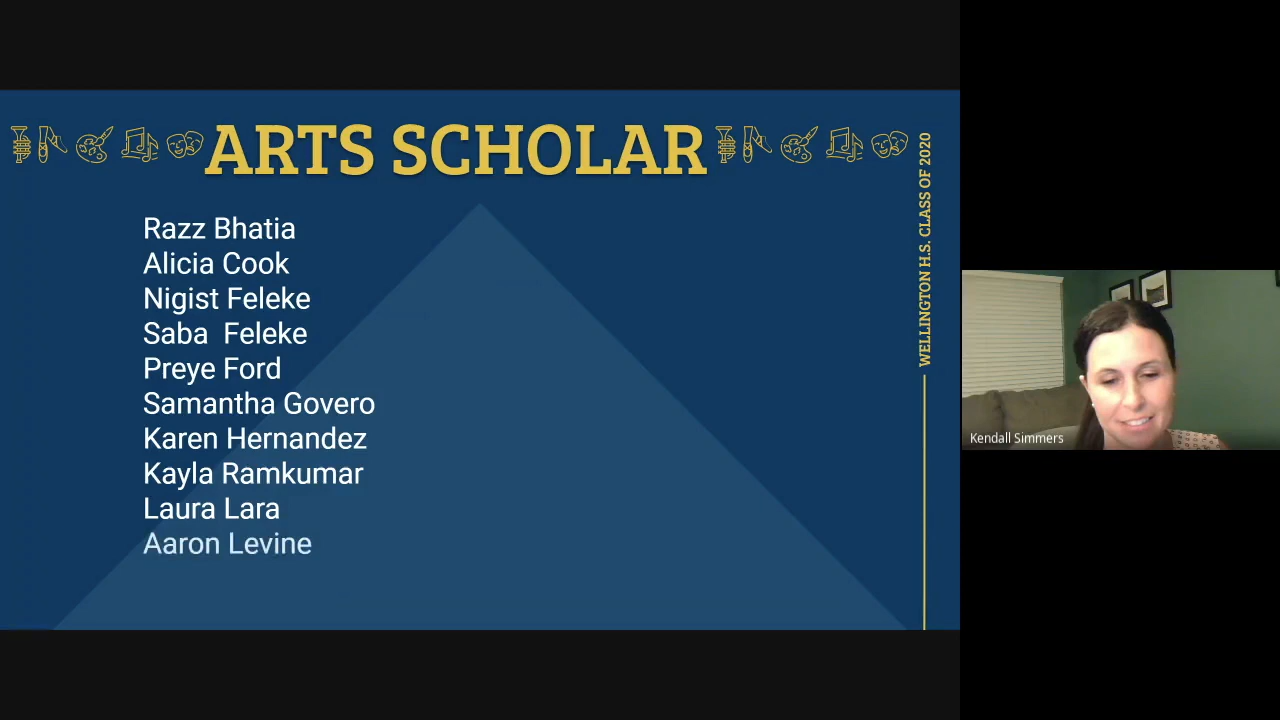 ARTS SCHOLAR
Razz Bhatia
Alicia Cook
Nigist Feleke
Saba  Feleke
Preye Ford
Samantha Govero
Karen Hernandez
Kayla Ramkumar
Laura Lara
Aaron Levine
WELLINGTON H.S. CLASS OF 2020
Kendall Simmers